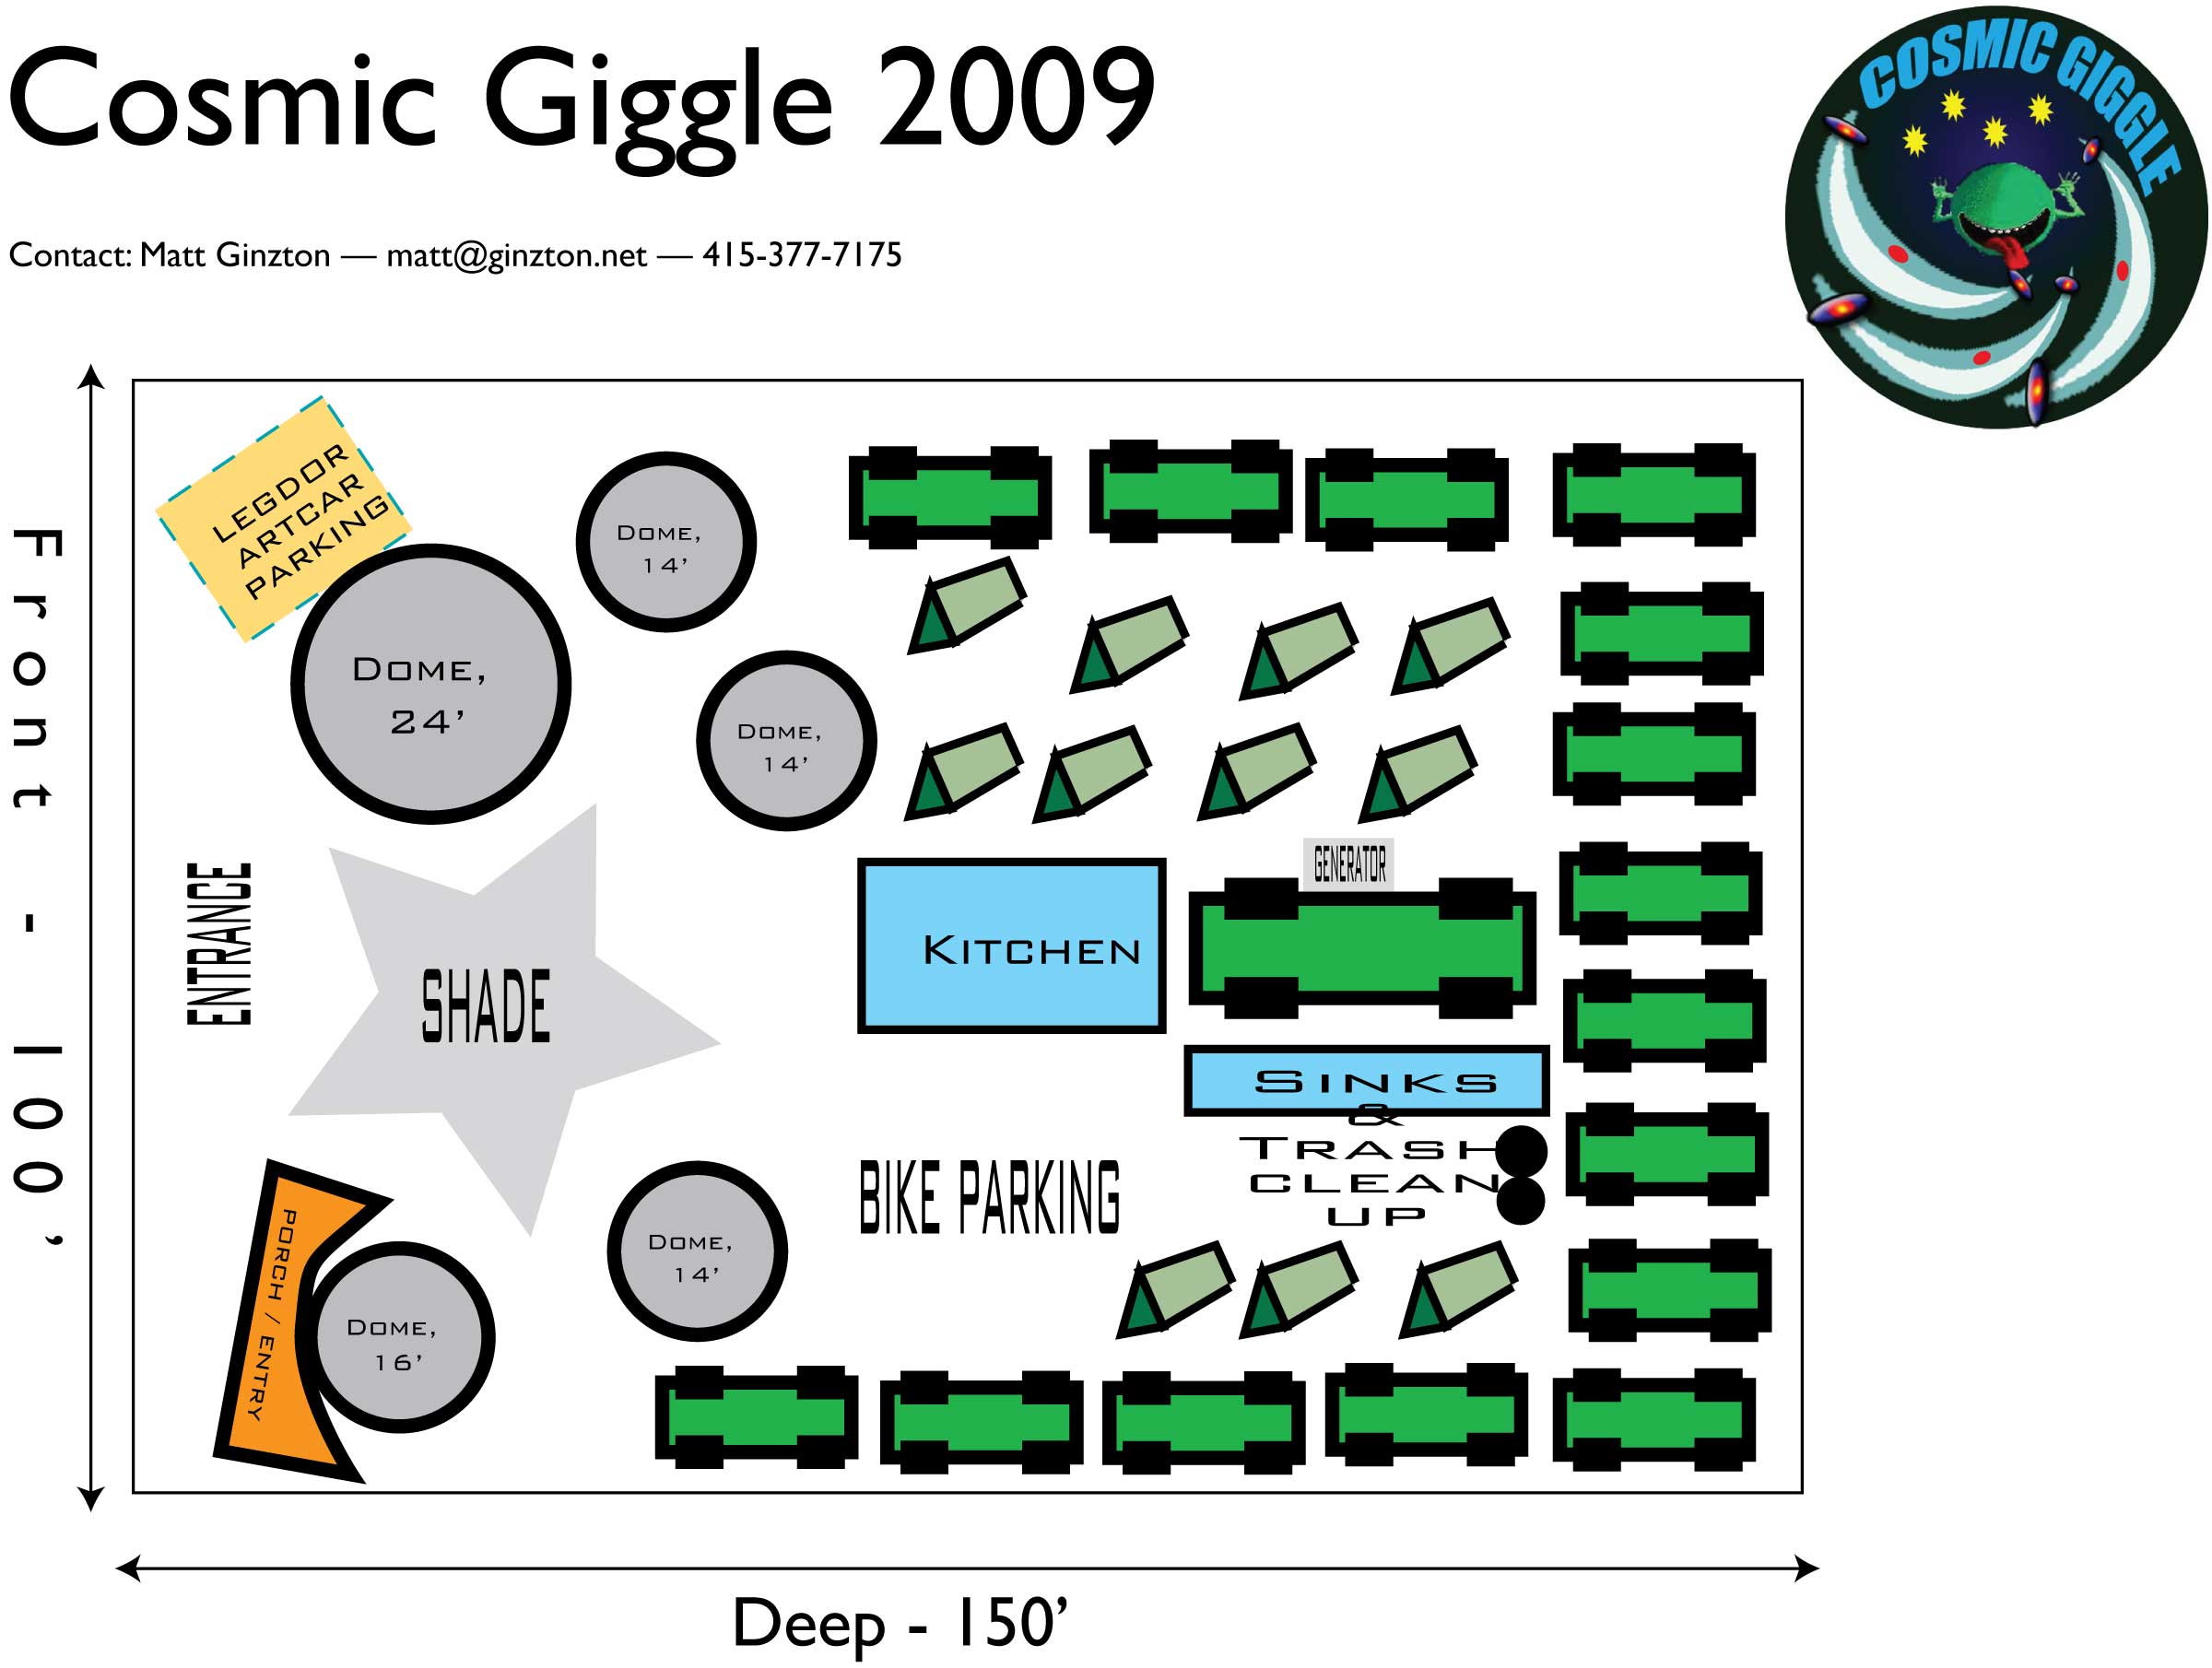 Cosmic Giggle 2009
COSMIC GIGGLE
Contact: Matt Ginzton — matt@ginzton.net — 415-377-7175
Front - 100'
LEGDOR
ARTCAR
PARKING
DOME,
14'
DOME,
24'
DOME,
14'
ENTRANCE
SHADE
GENERATOR
KITCHEN
SINKS
&
TRASH
CLEAN
UP
BIKE PARKING
PORCH / ENTRY
DOME,
16'
DOME,
14'
Deep - 150'